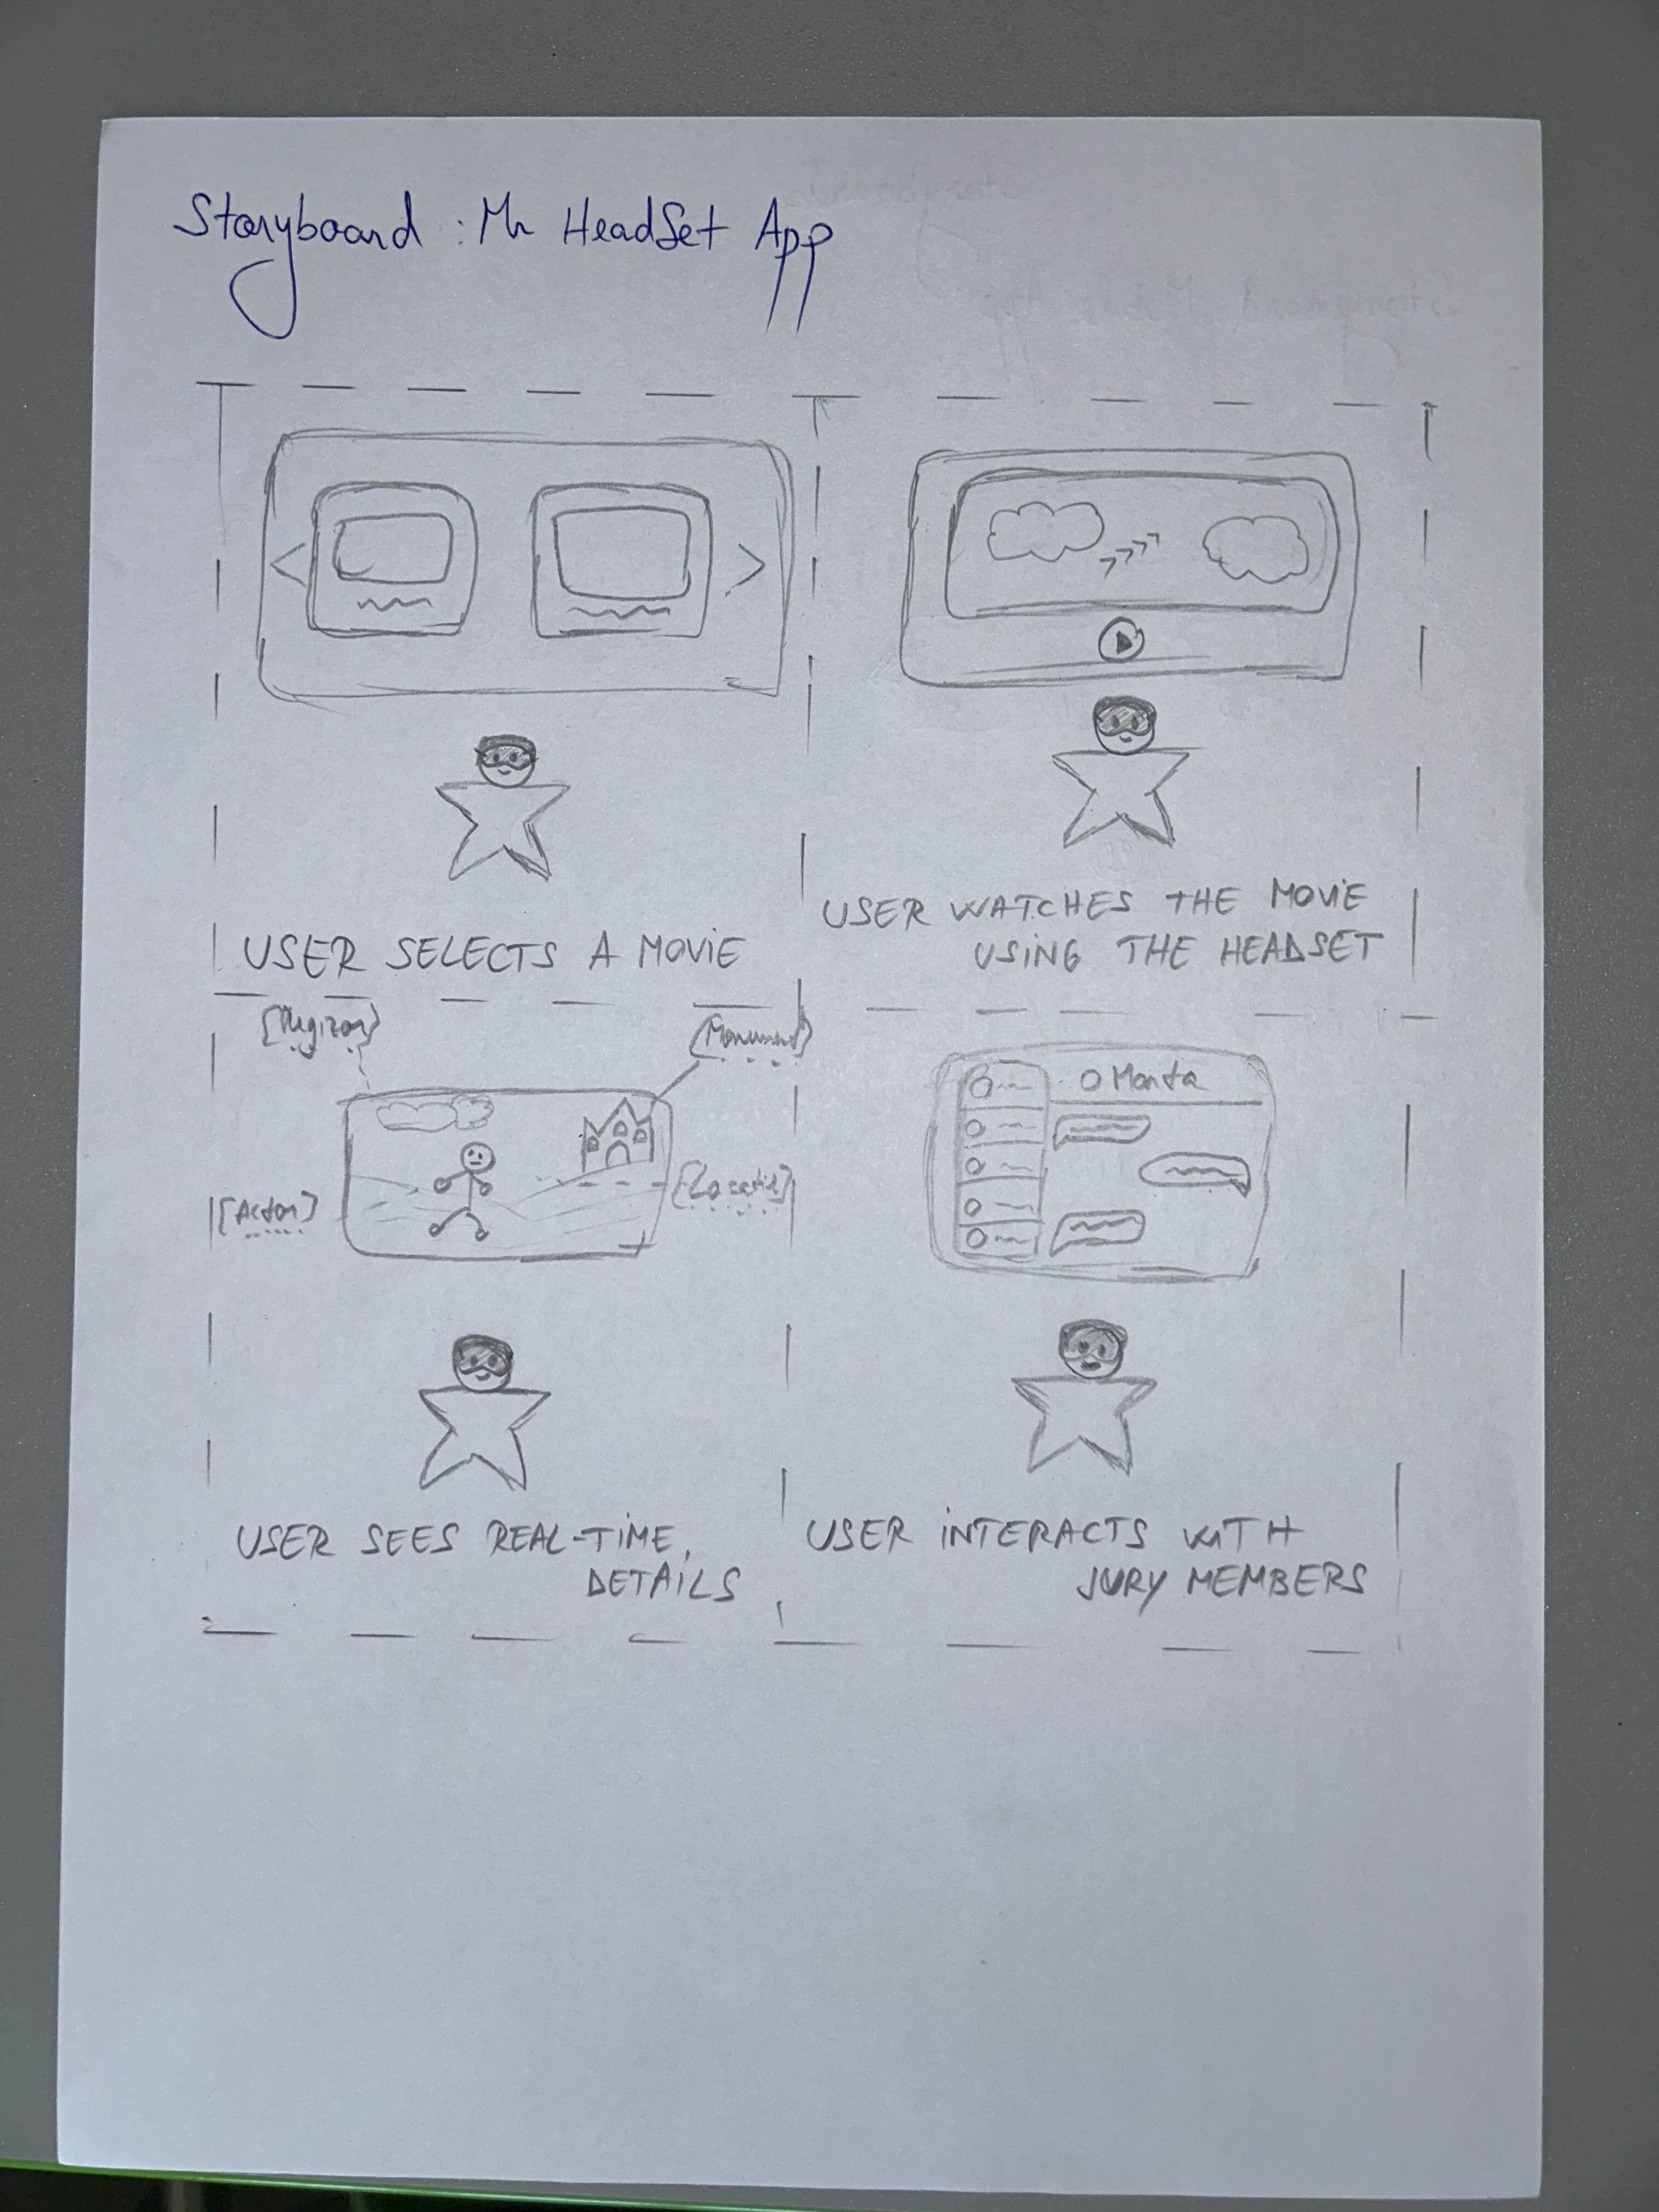 Storyboard: MR HeadSet App
USER SELECTS A MOVIE
USER WATCHES THE MOVIE
USING THE HEADSET
[Regizor]
[Monument]
[Actor]
[Locatie]
Marta
USER SEES REAL-TIME
DETAILS
USER INTERACTS WITH
JURY MEMBERS